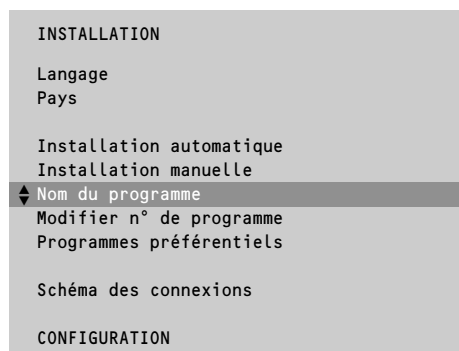 INSTALLATION
Langage
Pays
Installation automatique
Installation manuelle
Nom du programme
Modifier n° de programme
Programmes préférentiels
Schéma des connexions
CONFIGURATION